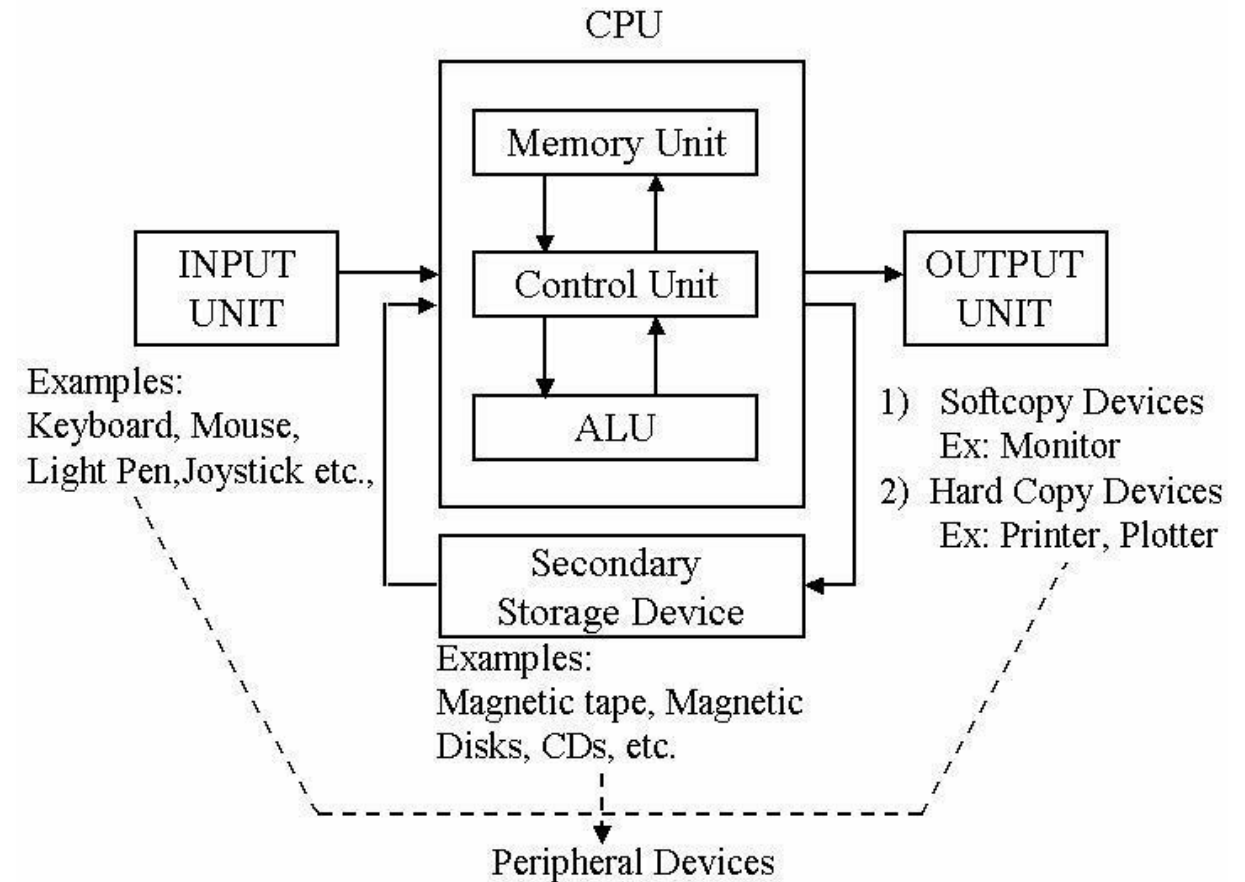 CPU
Memory Unit
Control Unit
ALU
INPUT
UNIT
Examples:
Keyboard, Mouse,
Light Pen,Joystick etc.,
OUTPUT
UNIT
1) Softcopy Devices
Ex: Monitor
2) Hard Copy Devices
Ex: Printer, Plotter
Secondary
Storage Device
Examples:
Magnetic tape, Magnetic
Disks, CDs, etc.
Peripheral Devices